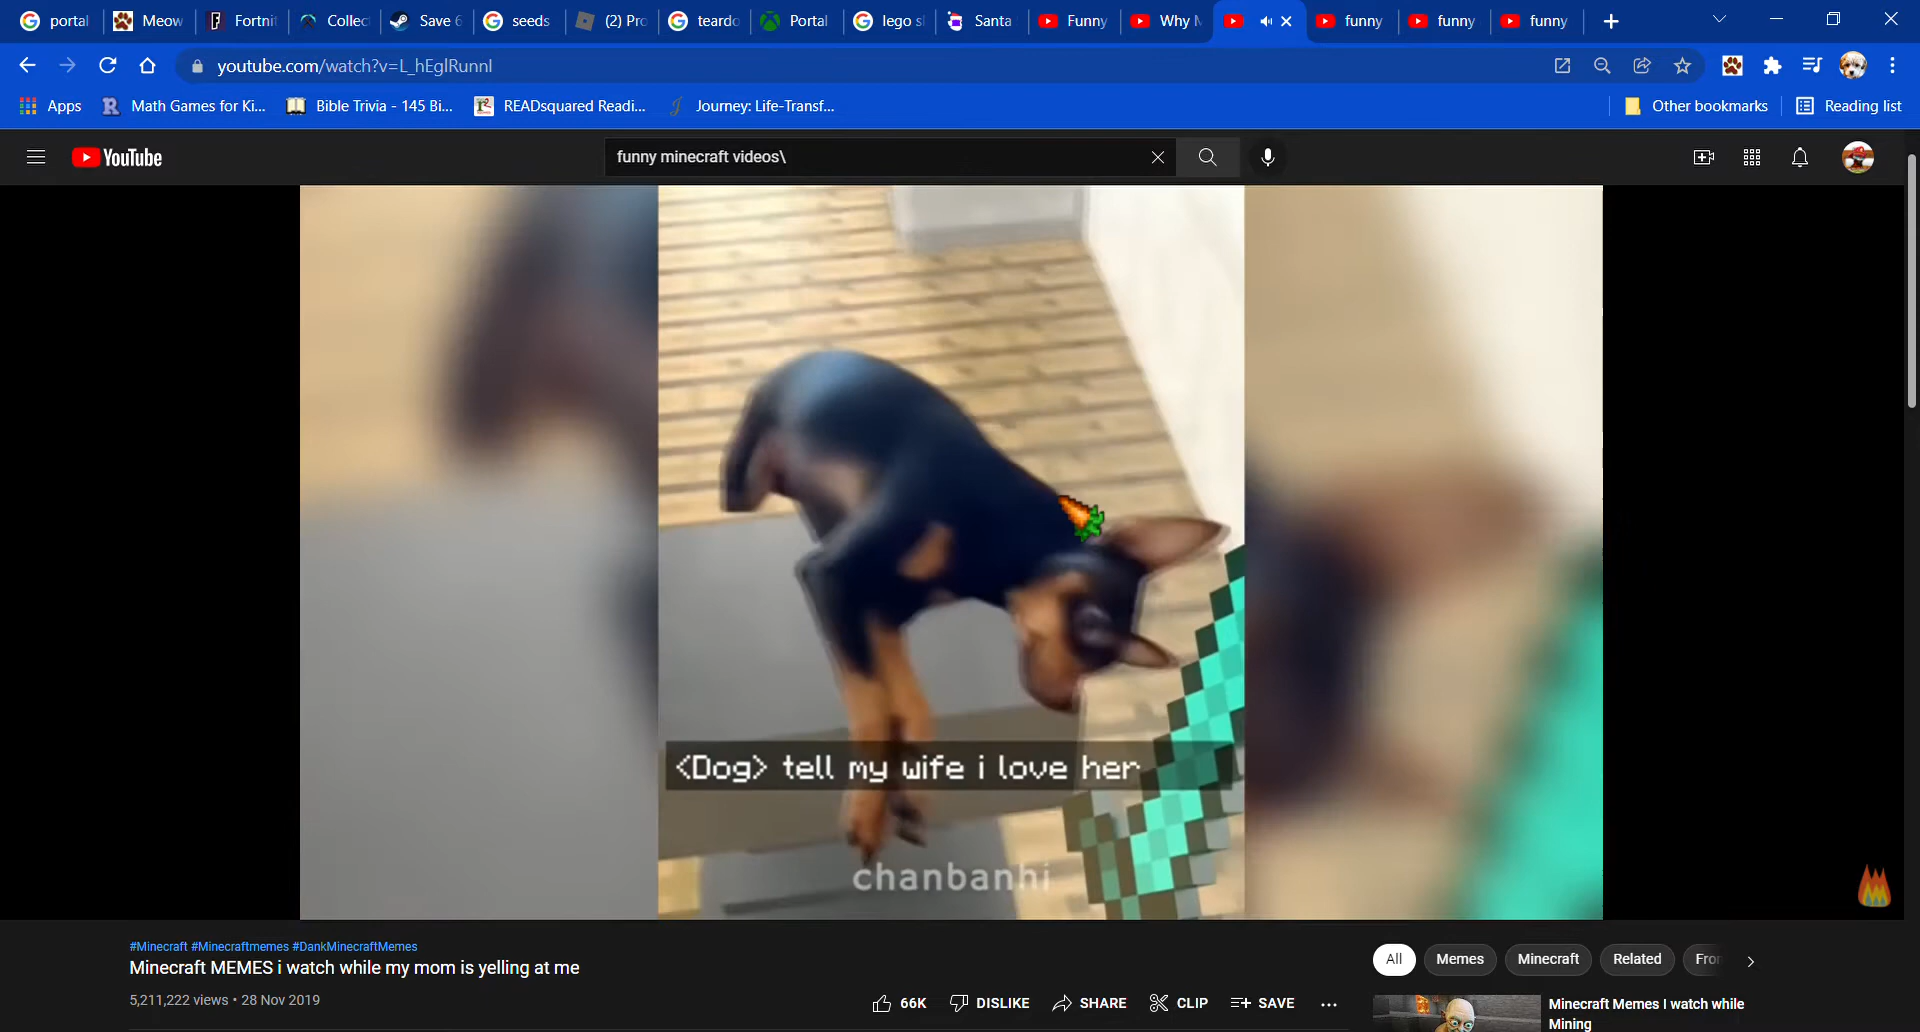 portal
Meow
Fortnit
Collec
Save 6
seeds
(2) Pro
teardo
Portal
lego s
Santa
Funny
Why M
funny
funny
funny
youtube.com/watch?v=L_hEglRunnI
Apps
Math Games for Ki...
Bible Trivia - 145 Bi...
READsquared Readi...
Journey: Life-Transf...
Other bookmarks
Reading list
YouTube
funny minecraft videos\
<Dog> tell my wife i love her
chanbanhi
#Minecraft #Minecraftmemes #DankMinecraftMemes
Minecraft MEMES i watch while my mom is yelling at me
5,211,222 views • 28 Nov 2019
66K
DISLIKE
SHARE
CLIP
SAVE
All
Memes
Minecraft
Related
Fro
Minecraft Memes I watch while
Mining